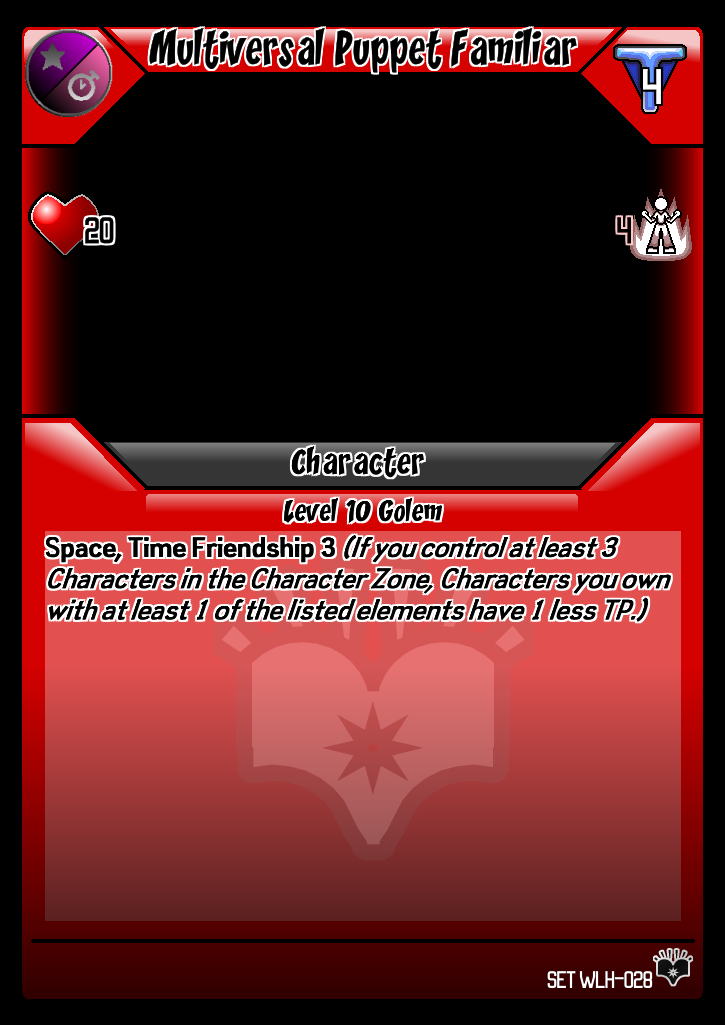 Multiversal Puppet Familiar
4
20
4
Character
Level 10 Golem
Space, Time Friendship 3 (If you control at least 3
Characters in the Character Zone, Characters you own
with at least 1 of the listed elements have 1 less TP.)
SET WLH-028